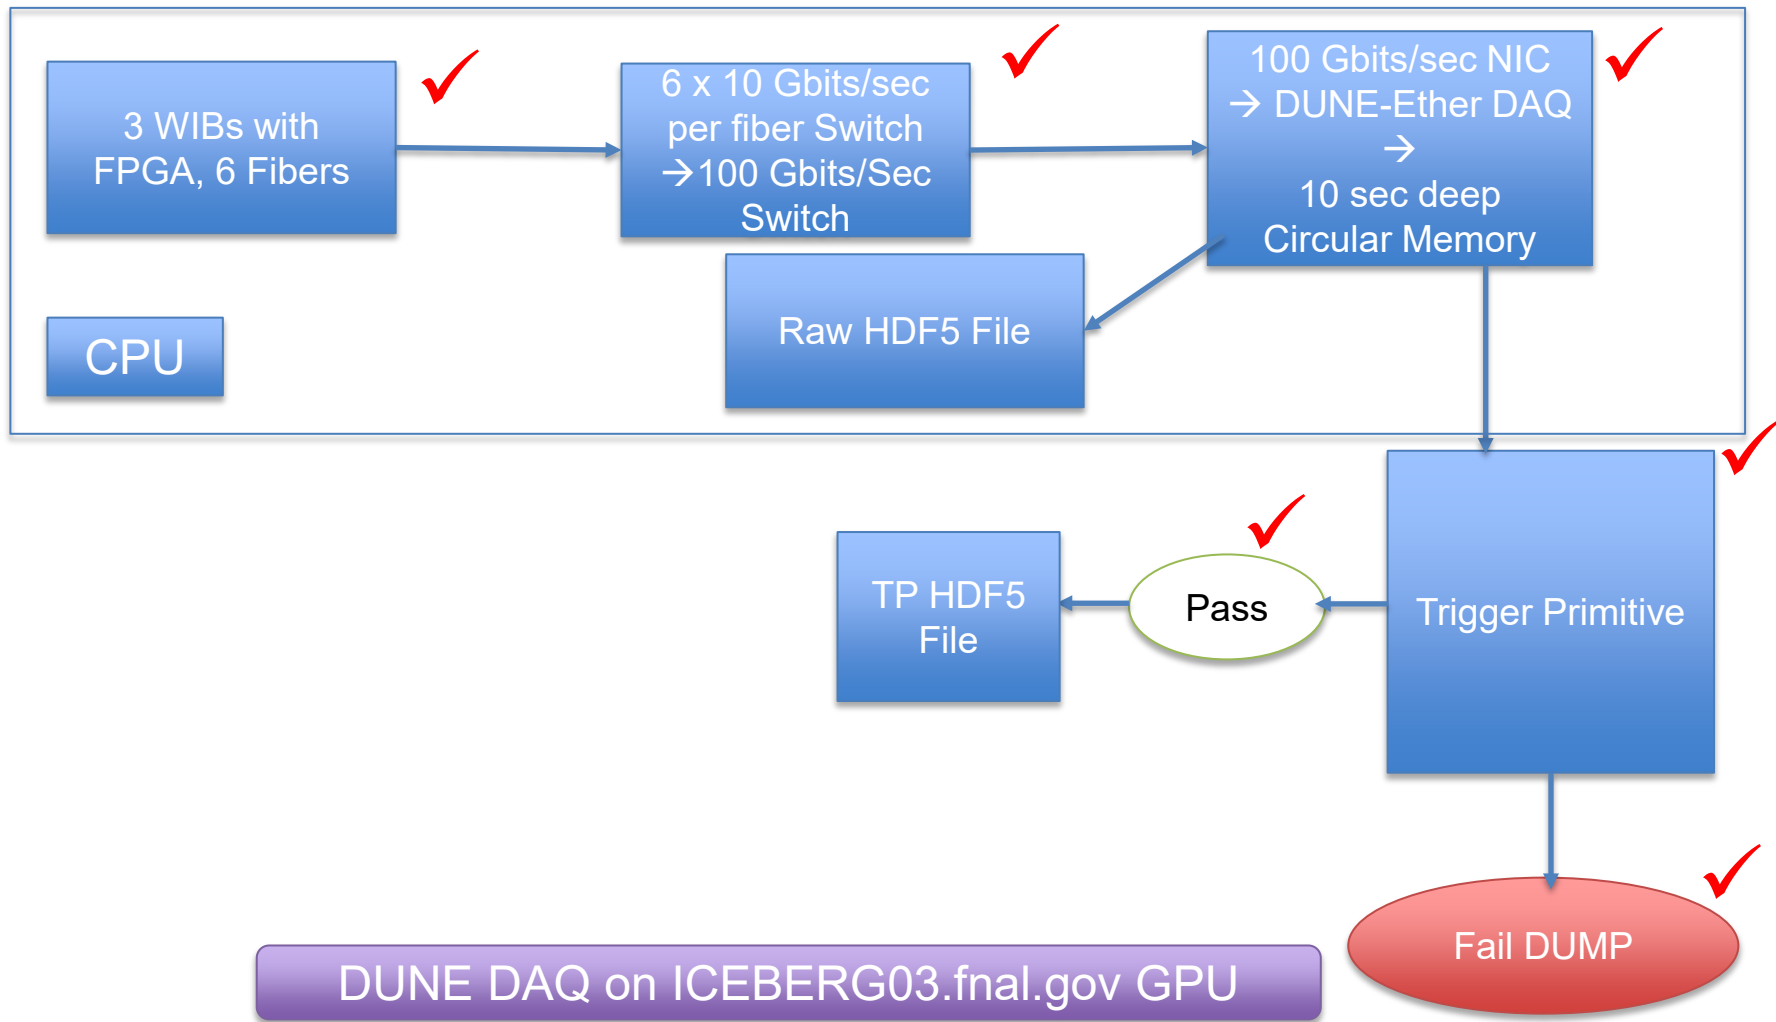 3 WIBs with
FPGA, 6 Fibers
6 x 10 Gbits/sec
per fiber Switch
→100 Gbits/Sec
Switch
100 Gbits/sec NIC
→ DUNE-Ether DAQ
→
10 sec deep
Circular Memory
Raw HDF5 File
CPU
TP HDF5
File
Pass
Trigger Primitive
Fail DUMP
DUNE DAQ on ICEBERG03.fnal.gov GPU